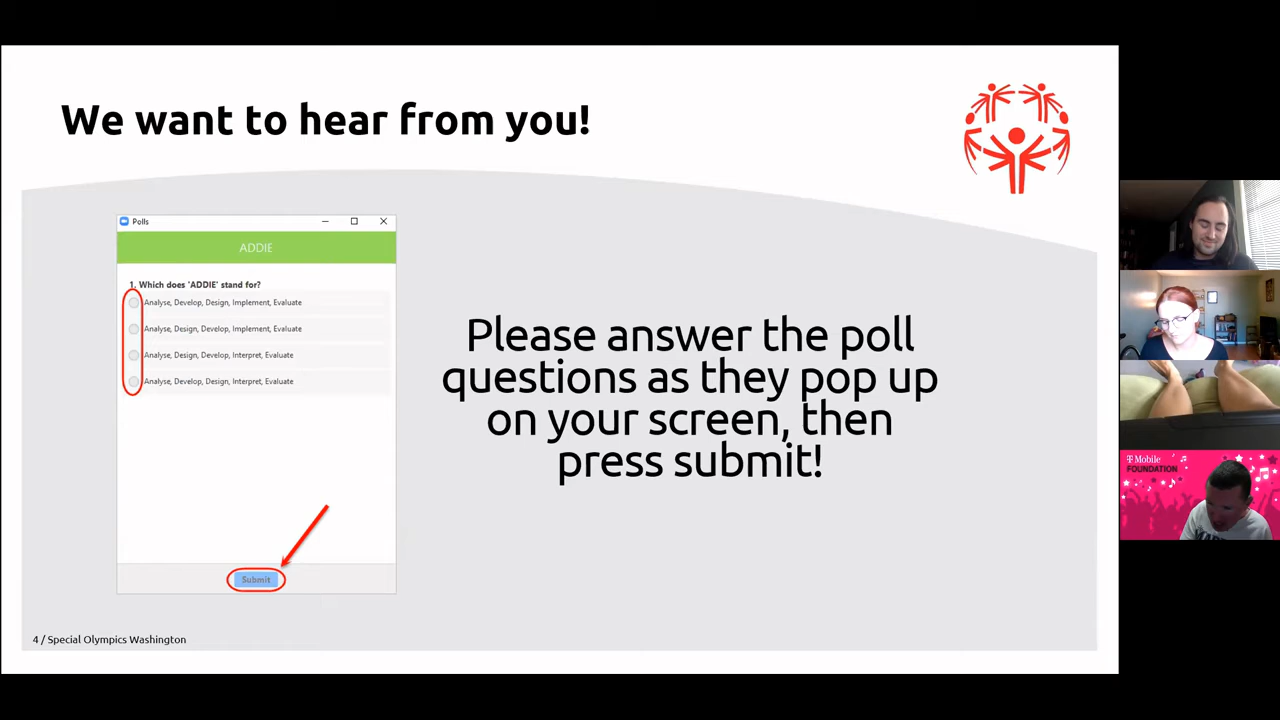 We want to hear from you!
Polls
ADDIE
1. Which does 'ADDIE' stand for?
Analyse, Develop, Design, Implement, Evaluate
Analyse, Design, Develop, Implement, Evaluate
Analyse, Design, Develop, Interpret, Evaluate
Analyse, Develop, Design, Interpret, Evaluate
Submit
Please answer the poll
questions as they pop up
on your screen, then
press submit!
4 / Special Olympics Washington
T Mobile
FOUNDATION